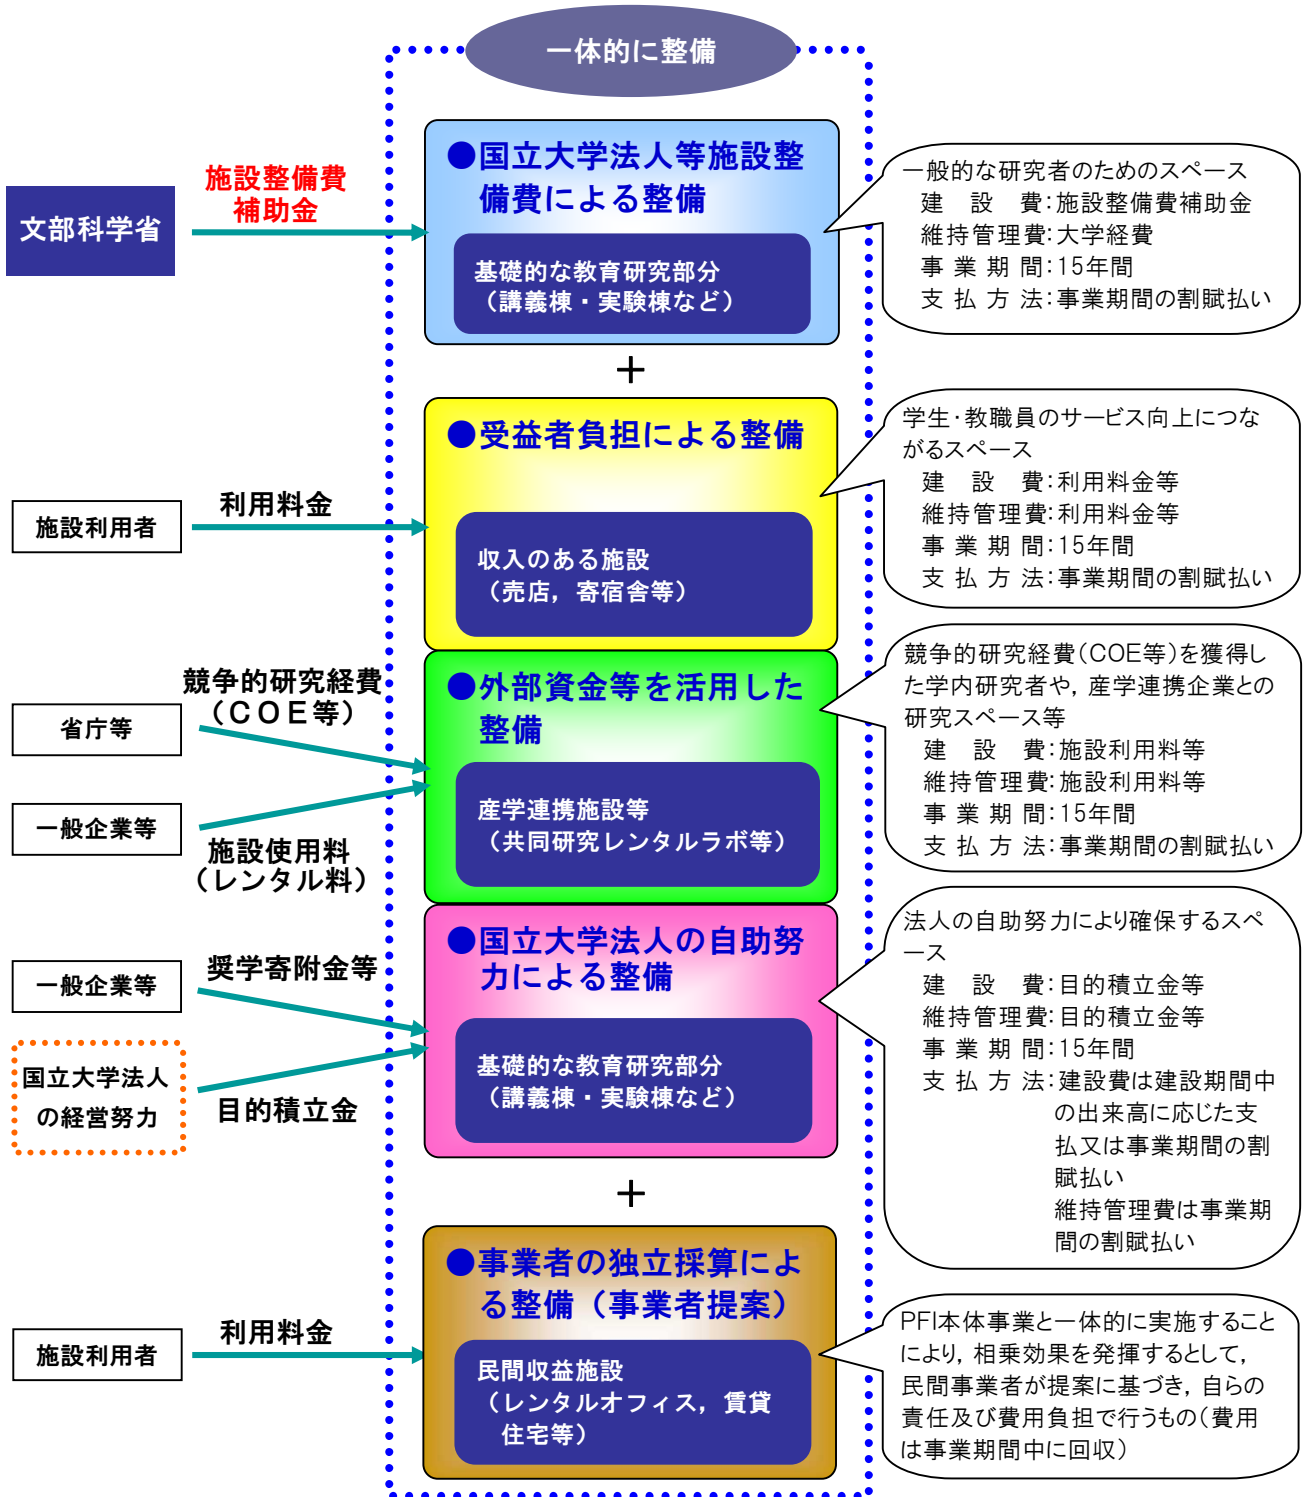 一体的に整備
文部科学省
施設整備費
補助金
●国立大学法人等施設整
備費による整備
基礎的な教育研究部分
（講義棟・実験棟など）
一般的な研究者のためのスペース
建　設　費：施設整備費補助金
維持管理費：大学経費
事 業 期 間：15年間
支 払 方 法：事業期間の割賦払い
＋
施設利用者
利用料金
●受益者負担による整備
収入のある施設
（売店，寄宿舎等）
学生・教職員のサービス向上につな
がるスペース
建　設　費：利用料金等
維持管理費：利用料金等
事 業 期 間：15年間
支 払 方 法：事業期間の割賦払い
省庁等
競争的研究経費
（ＣＯＥ等）
一般企業等
施設使用料
（レンタル料）
●外部資金等を活用した
整備
産学連携施設等
（共同研究レンタルラボ等）
競争的研究経費（COE等）を獲得し
た学内研究者や，産学連携企業との
研究スペース等
建　設　費：施設利用料等
維持管理費：施設利用料等
事 業 期 間：15年間
支 払 方 法：事業期間の割賦払い
一般企業等
奨学寄附金等
国立大学法人
の経営努力
目的積立金
●国立大学法人の自助努
力による整備
基礎的な教育研究部分
（講義棟・実験棟など）
法人の自助努力により確保するスペ
ース
建　設　費：目的積立金等
維持管理費：目的積立金等
事 業 期 間：15年間
支 払 方 法：建設費は建設期間中
の出来高に応じた支
払又は事業期間の割
賦払い
維持管理費は事業期
間の割賦払い
＋
施設利用者
利用料金
●事業者の独立採算によ
る整備（事業者提案）
民間収益施設
（レンタルオフィス，賃貸
住宅等）
PFI本体事業と一体的に実施すること
により，相乗効果を発揮するとして，
民間事業者が提案に基づき，自らの
責任及び費用負担で行うもの（費用
は事業期間中に回収）